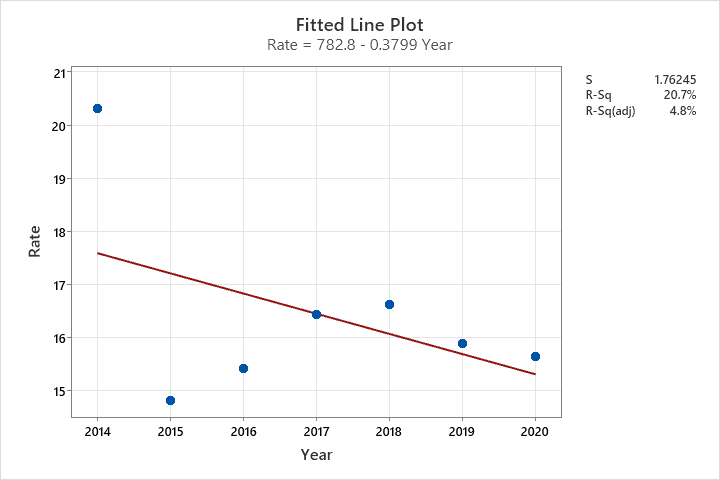 Fitted Line Plot
Rate = 782.8 - 0.3799 Year
S 1.76245
R-Sq 20.7%
R-Sq(adj) 4.8%
21
20
19
18
17
16
15
Rate
2014 2015 2016 2017 2018 2019 2020
Year